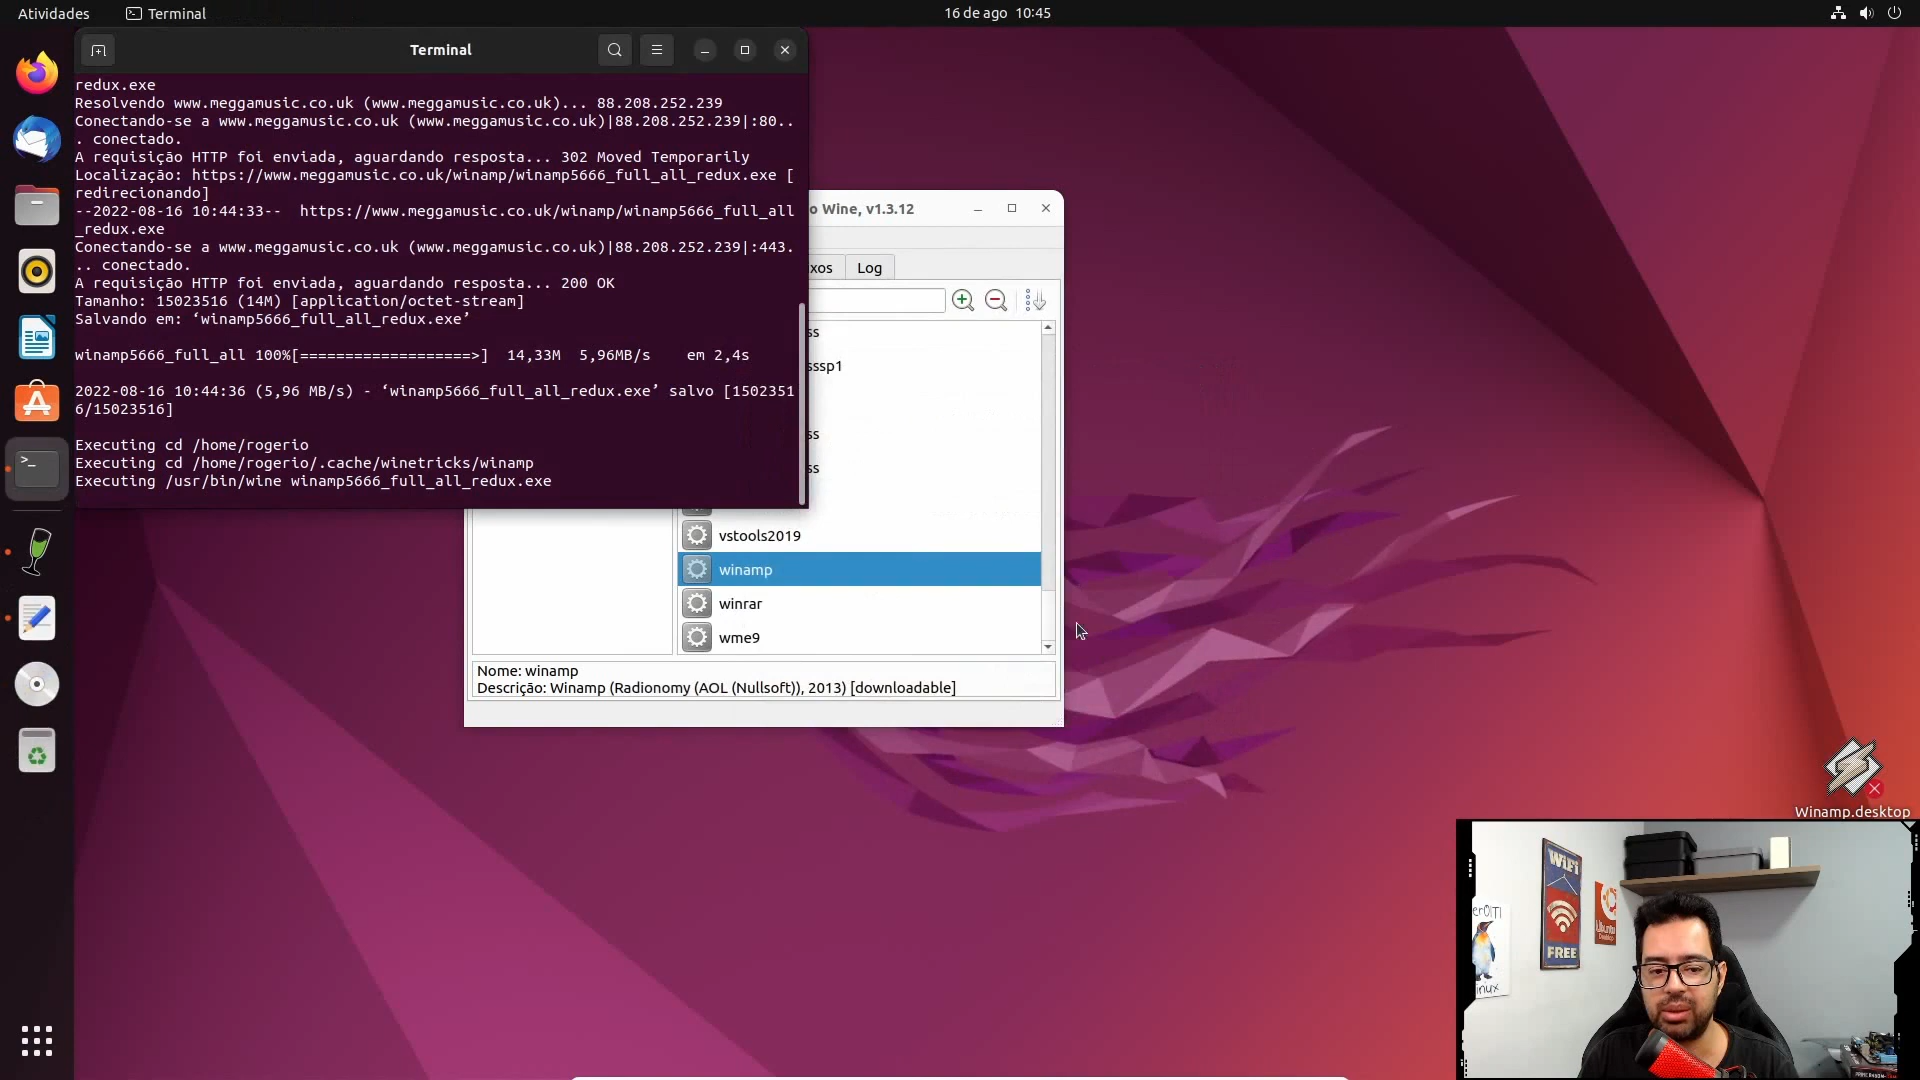 Atividades
Terminal
16 de ago 10:45
Terminal
redux.exe
Resolvendo www.meggamusic.co.uk (www.meggamusic.co.uk)... 88.208.252.239
Conectando-se a www.meggamusic.co.uk (www.meggamusic.co.uk)|88.208.252.239|:80..
. conectado.
A requisição HTTP foi enviada, aguardando resposta... 302 Moved Temporarily
Localização: https://www.meggamusic.co.uk/winamp/winamp5666_full_all_redux.exe [
redirecionando]
--2022-08-16 10:44:33--  https://www.meggamusic.co.uk/winamp/winamp5666_full_all
_redux.exe
Conectando-se a www.meggamusic.co.uk (www.meggamusic.co.uk)|88.208.252.239|:443.
.. conectado.
A requisição HTTP foi enviada, aguardando resposta... 200 OK
Tamanho: 15023516 (14M) [application/octet-stream]
Salvando em: ‘winamp5666_full_all_redux.exe’
winamp5666_full_all 100%[===================>]  14,33M  5,96MB/s    em 2,4s
2022-08-16 10:44:36 (5,96 MB/s) - ‘winamp5666_full_all_redux.exe’ salvo [1502351
6/15023516]
Executing cd /home/rogerio
Executing cd /home/rogerio/.cache/winetricks/winamp
Executing /usr/bin/wine winamp5666_full_all_redux.exe
o Wine, v1.3.12
xos
Log
ss
sssp1
ss
ss
vstools2019
winamp
winrar
wme9
Nome: winamp
Descrição: Winamp (Radionomy (AOL (Nullsoft)), 2013) [downloadable]
Winamp.desktop
WiFi
FREE
erOITI
inux
Ubuntu